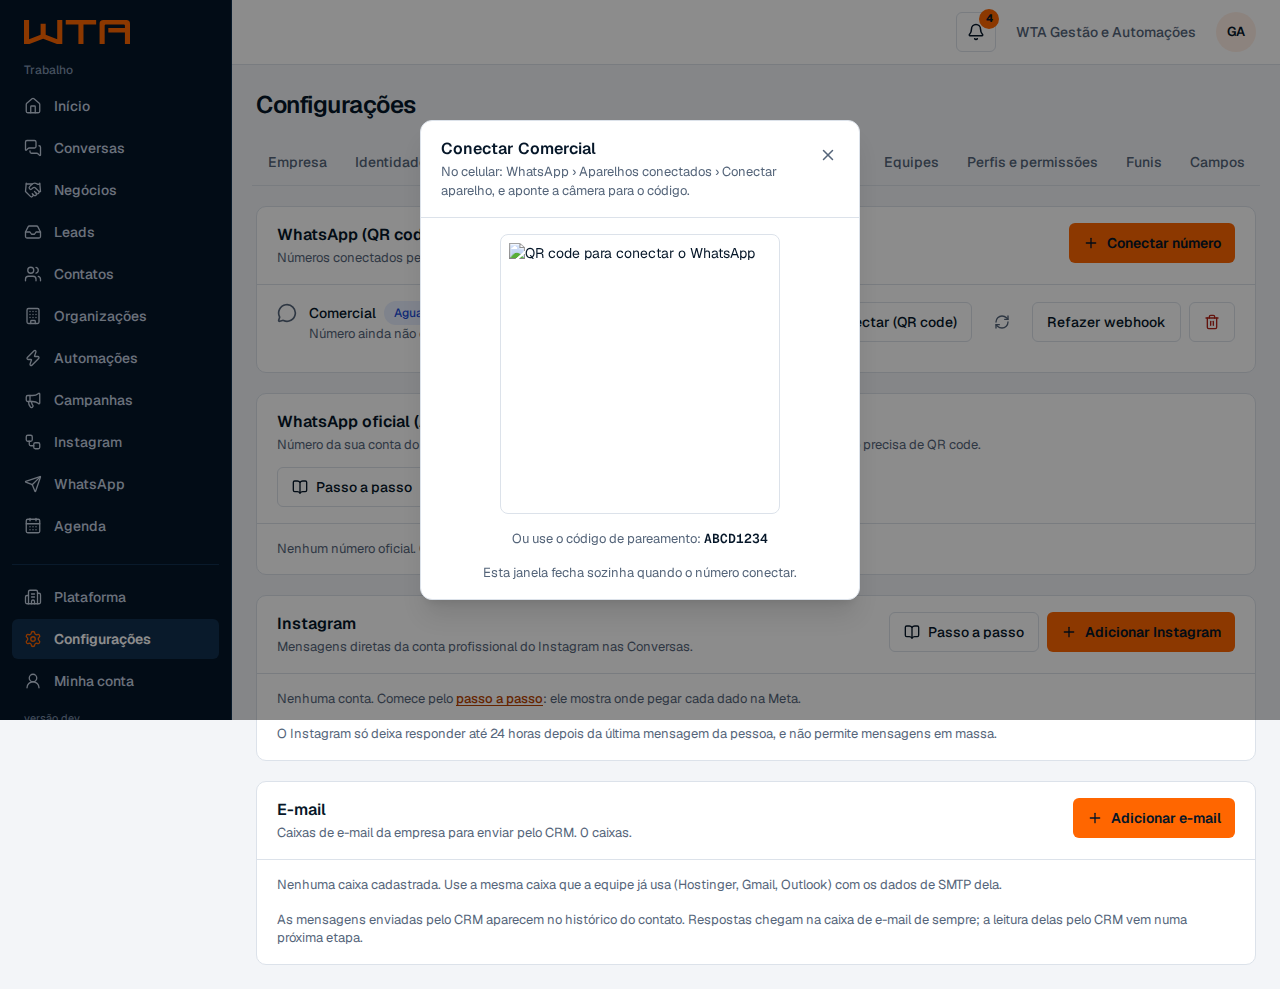 WTA
4
WTA Gestão e Automações
GA
Trabalho
Início
Conversas
Negócios
Leads
Contatos
Organizações
Automações
Campanhas
Instagram
WhatsApp
Agenda
Plataforma
Configurações
Minha conta
versão dev
Configurações
Empresa
Equipes
Perfis e permissões
Funis
Campos
Conectar Comercial
No celular: WhatsApp › Aparelhos conectados › Conectar
aparelho, e aponte a câmera para o código.
QR code para conectar o WhatsApp
Ou use o código de pareamento: ABCD1234
Esta janela fecha sozinha quando o número conectar.
WhatsApp (QR
Números conectados
Conectar número
Comercial
Número ainda não
(QR code)
Refazer webhook
WhatsApp oficial
Número da sua conta do
precisa de QR code.
Passo a passo
Nenhum número oficial.
Instagram
Mensagens diretas da conta profissional do Instagram nas Conversas.
Passo a passo
Adicionar Instagram
Nenhuma conta. Comece pelo passo a passo: ele mostra onde pegar cada dado na Meta.
O Instagram só deixa responder até 24 horas depois da última mensagem da pessoa, e não permite mensagens em massa.
E-mail
Caixas de e-mail da empresa para enviar pelo CRM. 0 caixas.
Adicionar e-mail
Nenhuma caixa cadastrada. Use a mesma caixa que a equipe já usa (Hostinger, Gmail, Outlook) com os dados de SMTP dela.
As mensagens enviadas pelo CRM aparecem no histórico do contato. Respostas chegam na caixa de e-mail de sempre; a leitura delas pelo CRM vem numa
próxima etapa.